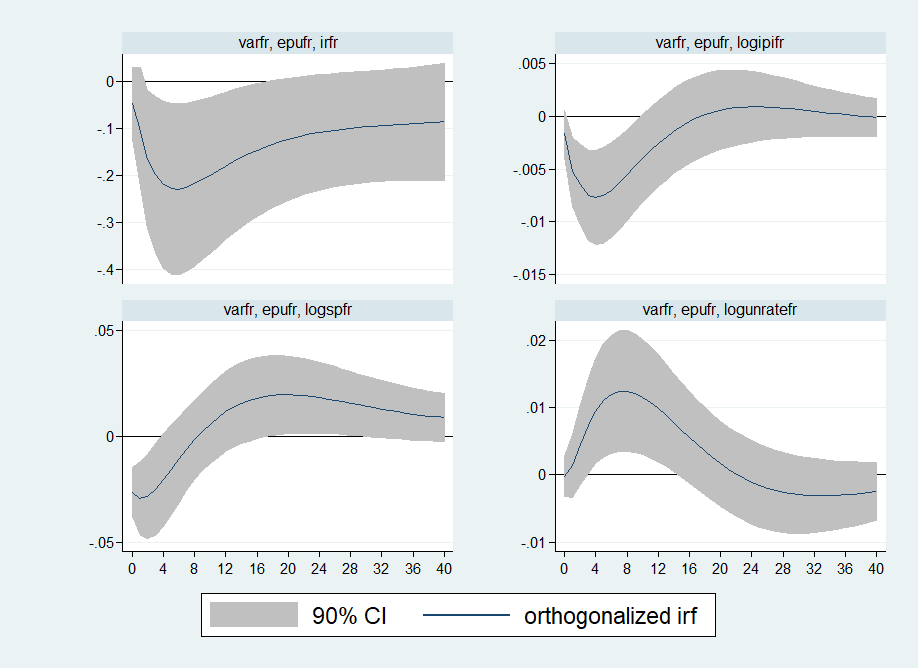 varfr, epufr, irfr
0
-.1
-.2
-.3
-.4
varfr, epufr, logipifr
.005
0
-.005
-.01
-.015
varfr, epufr, logspfr
.05
0
-.05
0 4 8 12 16 20 24 28 32 36 40
varfr, epufr, logunratefr
.02
.01
0
-.01
0 4 8 12 16 20 24 28 32 36 40
90% CI orthogonalized irf